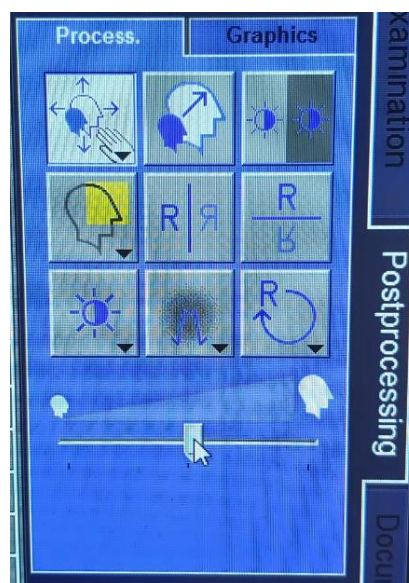 Process.
Graphics
R
R
R
R
R
xamination
Postprocessing
Docu